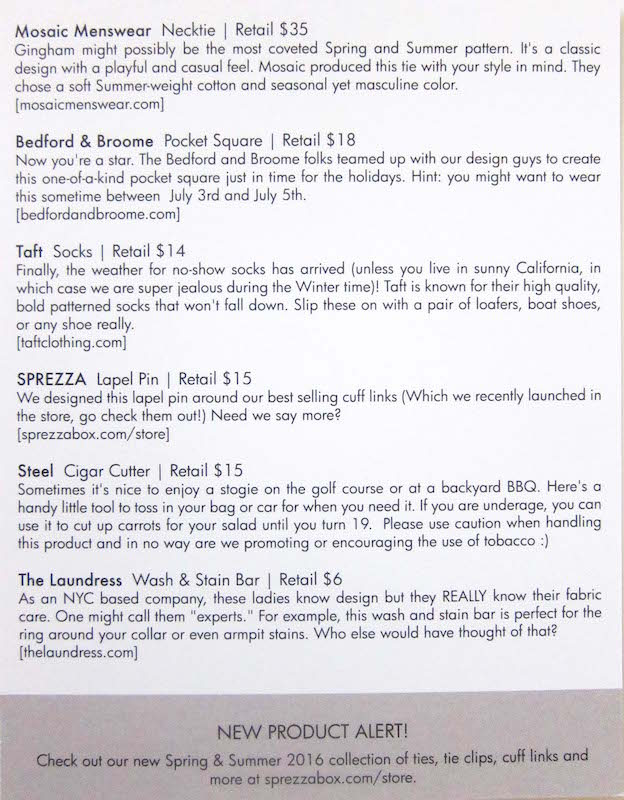 Mosaic Menswear Necktie | Retail $35
Gingham might possibly be the most coveted Spring and Summer pattern. It's a classic
design with a playful and casual feel. Mosaic produced this tie with your style in mind. They
chose a soft Summer-weight cotton and seasonal yet masculine color.
[mosaicmenswear.com]
Bedford & Broome Pocket Square | Retail $18
Now you're a star. The Bedford and Broome folks teamed up with our design guys to create
this one-of-a-kind pocket square just in time for the holidays. Hint: you might want to wear
this sometime between July 3rd and July 5th.
[bedfordandbroome.com]
Taft Socks | Retail $14
Finally, the weather for no-show socks has arrived (unless you live in sunny California, in
which case we are super jealous during the Winter time)! Taft is known for their high quality,
bold patterned socks that won't fall down. Slip these on with a pair of loafers, boat shoes,
or any shoe really.
[taftclothing.com]
SPREZZA Lapel Pin | Retail $15
We designed this lapel pin around our best selling cuff links (Which we recently launched in
the store, go check them out!) Need we say more?
[sprezzabox.com/store]
Steel Cigar Cutter | Retail $15
Sometimes it's nice to enjoy a stogie on the golf course or at a backyard BBQ. Here's a
handy little tool to toss in your bag or car for when you need it. If you are underage, you can
use it to cut up carrots for your salad until you turn 19. Please use caution when handling
this product and in no way are we promoting or encouraging the use of tobacco :)
The Laundress Wash & Stain Bar | Retail $6
As an NYC based company, these ladies know design but they REALLY know their fabric
care. One might call them "experts." For example, this wash and stain bar is perfect for the
ring around your collar or even armpit stains. Who else would have thought of that?
[thelaundress.com]
NEW PRODUCT ALERT!
Check out our new Spring & Summer 2016 collection of ties, tie clips, cuff links and
more at sprezzabox.com/store.